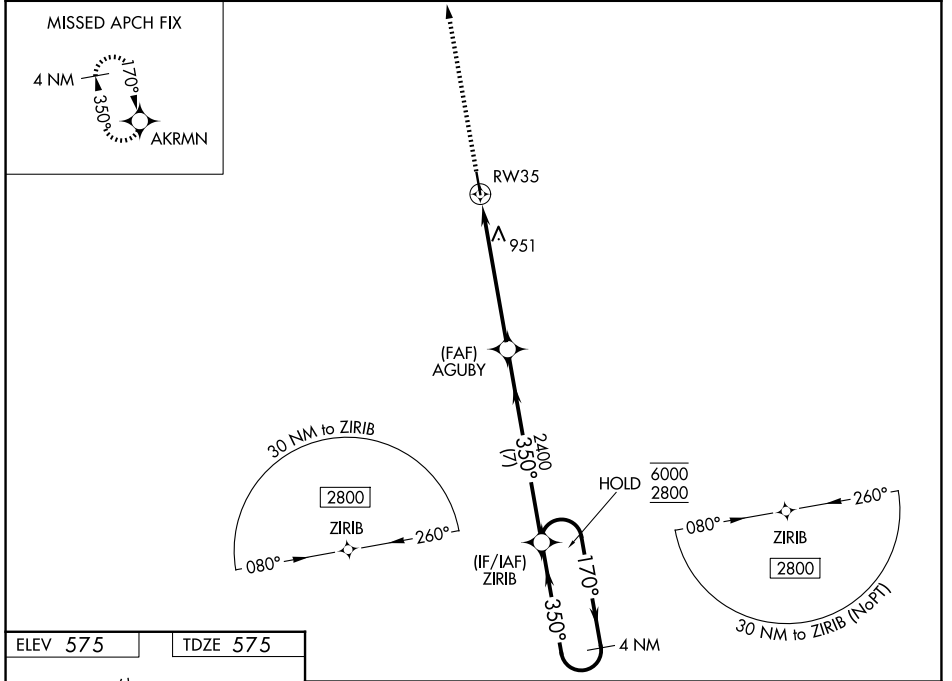 MISSED APCH FIX
4 NM
170°
350°
AKRMN
RW35
951
(FAF)
AGUBY
2400
350°
(7)
30 NM to ZIRIB
2800
ZIRIB
080°
260°
HOLD
6000
2800
(IF/IAF)
ZIRIB
170°
350°
4 NM
080°
260°
ZIRIB
2800
30 NM to ZIRIB (NoPT)
ELEV 575
TDZE 575